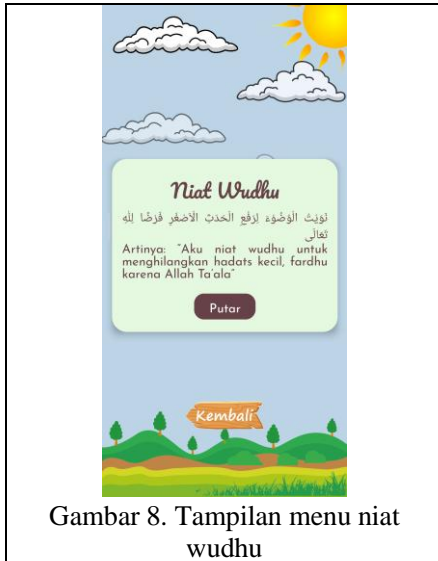 Niat Wudhu
نَوَيْتُ الْوُضُوْءَ لِرَفْعِ الْحَدَثِ الْاَصْغَرِ فَرْضًا لِلّٰهِ
تَعَالَى
Artinya: “Aku niat wudhu untuk
menghilangkan hadats kecil, fardhu
karena Allah Ta’ala”
Putar
Kembali
Gambar 8. Tampilan menu niat
wudhu